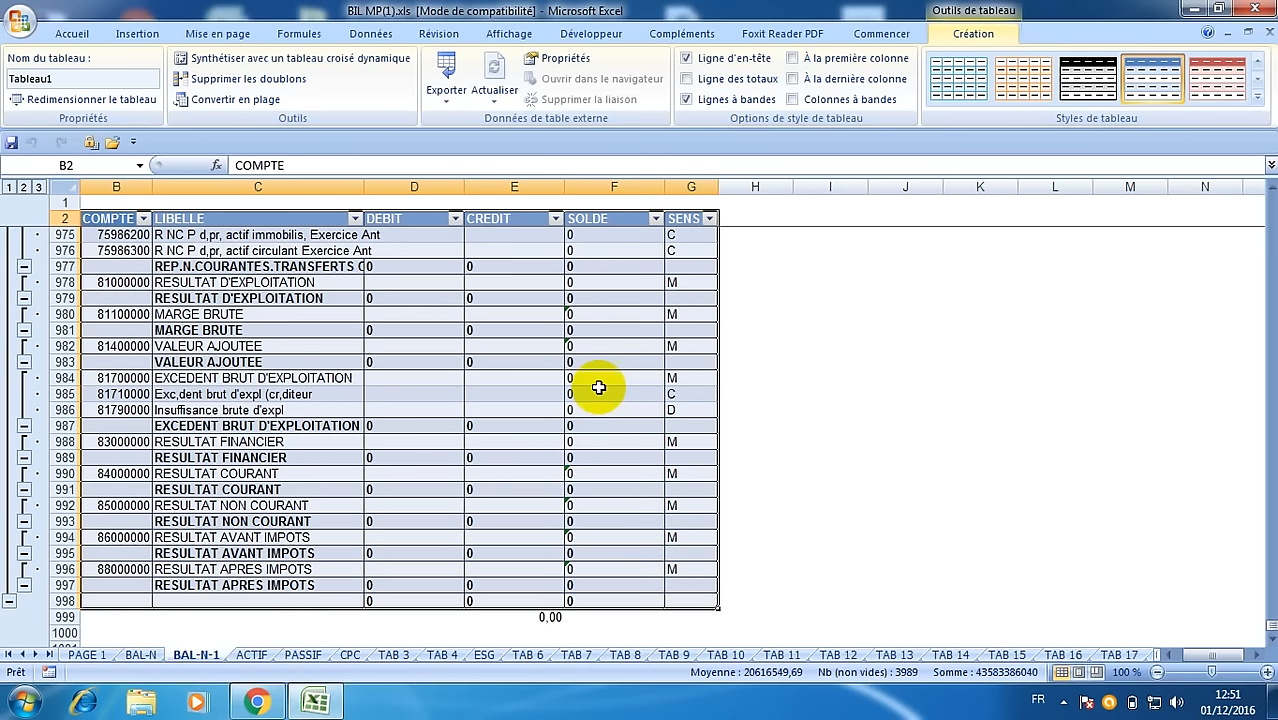 BIL MP(1).xls [Mode de compatibilité] - Microsoft Excel
Outils de tableau
Accueil Insertion Mise en page Formules Données Révision Affichage Développeur Compléments Foxit Reader PDF Commencer Création
Nom du tableau :
Tableau1
Redimensionner le tableau
Propriétés
Synthétiser avec un tableau croisé dynamique
Supprimer les doublons
Convertir en plage
Outils
Exporter
Actualiser
Propriétés
Ouvrir dans le navigateur
Supprimer la liaison
Données de table externe
Ligne d'en-tête
Ligne des totaux
Lignes à bandes
À la première colonne
À la dernière colonne
Colonnes à bandes
Options de style de tableau
Styles de tableau
B2 fx COMPTE
1 2 3 B C D E F G H I J K L M N
1
2 COMPTE LIBELLE DEBIT CREDIT SOLDE SENS
975 75986200 R NC P d,pr, actif immobilis, Exercice Ant 0 C
976 75986300 R NC P d,pr, actif circulant Exercice Ant 0 C
977 REP.N.COURANTES.TRANSFERTS C 0 0 0
978 81000000 RESULTAT D'EXPLOITATION 0 M
979 RESULTAT D'EXPLOITATION 0 0 0
980 81100000 MARGE BRUTE 0 M
981 MARGE BRUTE 0 0 0
982 81400000 VALEUR AJOUTEE 0 M
983 VALEUR AJOUTEE 0 0 0
984 81700000 EXCEDENT BRUT D'EXPLOITATION 0 M
985 81710000 Exc,dent brut d'expl (cr,diteur 0 C
986 81790000 Insuffisance brute d'expl 0 D
987 EXCEDENT BRUT D'EXPLOITATION 0 0 0
988 83000000 RESULTAT FINANCIER 0 M
989 RESULTAT FINANCIER 0 0 0
990 84000000 RESULTAT COURANT 0 M
991 RESULTAT COURANT 0 0 0
992 85000000 RESULTAT NON COURANT 0 M
993 RESULTAT NON COURANT 0 0 0
994 86000000 RESULTAT AVANT IMPOTS 0 M
995 RESULTAT AVANT IMPOTS 0 0 0
996 88000000 RESULTAT APRES IMPOTS 0 M
997 RESULTAT APRES IMPOTS 0 0 0
998 0 0 0
999 0,00
1000
PAGE 1 BAL-N BAL-N-1 ACTIF PASSIF CPC TAB 3 TAB 4 ESG TAB 6 TAB 7 TAB 8 TAB 9 TAB 10 TAB 11 TAB 12 TAB 13 TAB 14 TAB 15 TAB 16 TAB 17
Prêt Moyenne : 20616549,69 Nb (non vides) : 3989 Somme : 43583386040 100 %
FR 12:51
01/12/2016